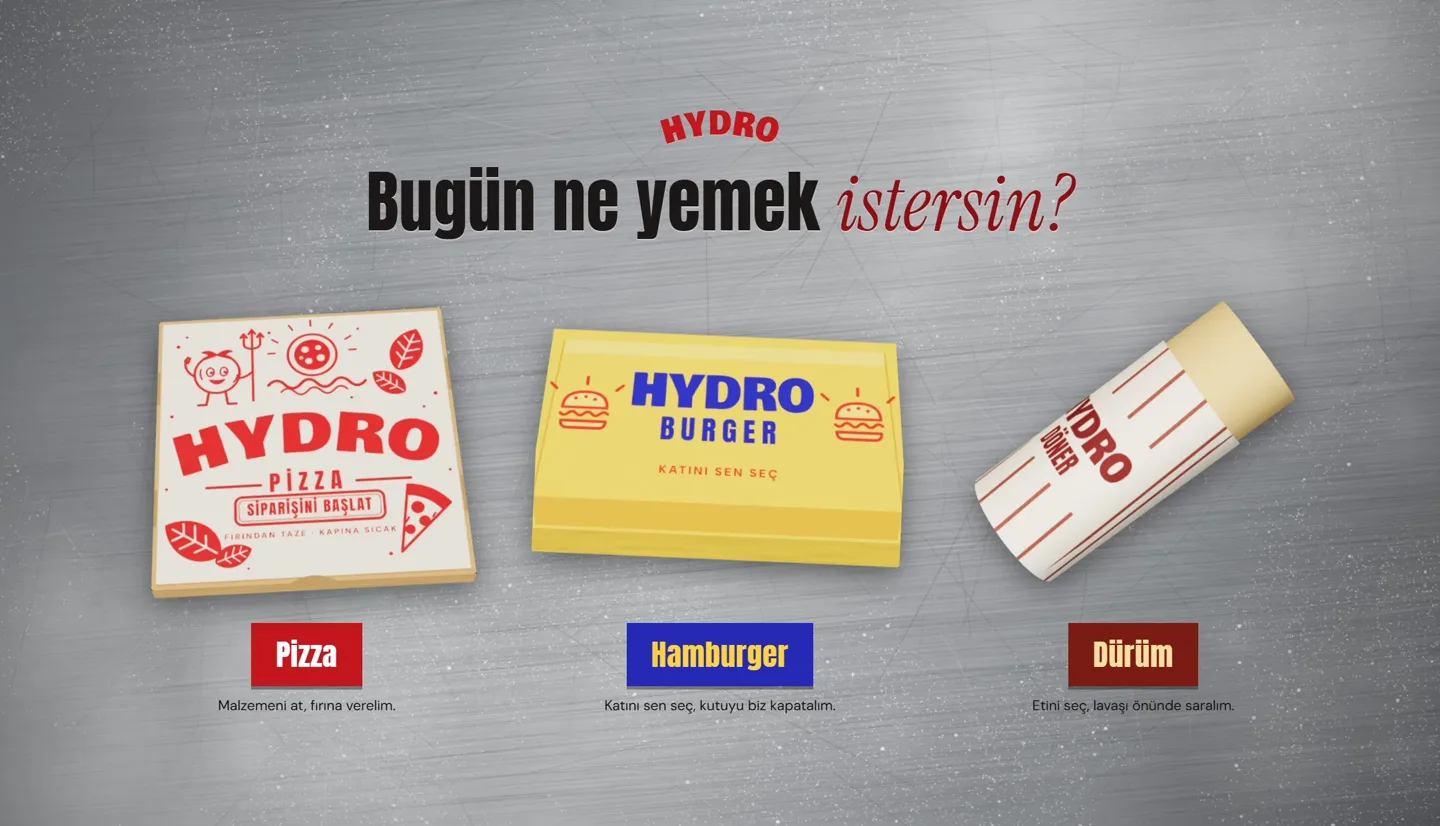 HYDRO
Bugün ne yemek istersin?
HYDRO
PİZZA
SİPARİŞİNİ BAŞLAT
FIRINDAN TAZE · KAPINA SICAK
HYDRO
BURGER
KATINI SEN SEÇ
HYDRO
DÖNER
Pizza
Hamburger
Dürüm
Malzemeni at, fırına verelim.
Katını sen seç, kutuyu biz kapatalım.
Etini seç, lavaşı önünde saralım.